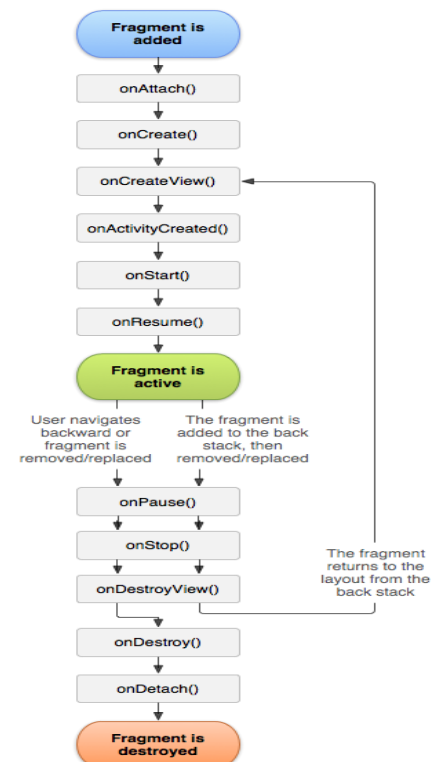 Fragment is
added
onAttach()
onCreate()
onCreateView()
onActivityCreated()
onStart()
onResume()
Fragment is
active
User navigates
backward or
fragment is
removed/replaced
The fragment is
added to the back
stack, then
removed/replaced
onPause()
onStop()
The fragment
returns to the
layout from the
back stack
onDestroyView()
onDestroy()
onDetach()
Fragment is
destroyed